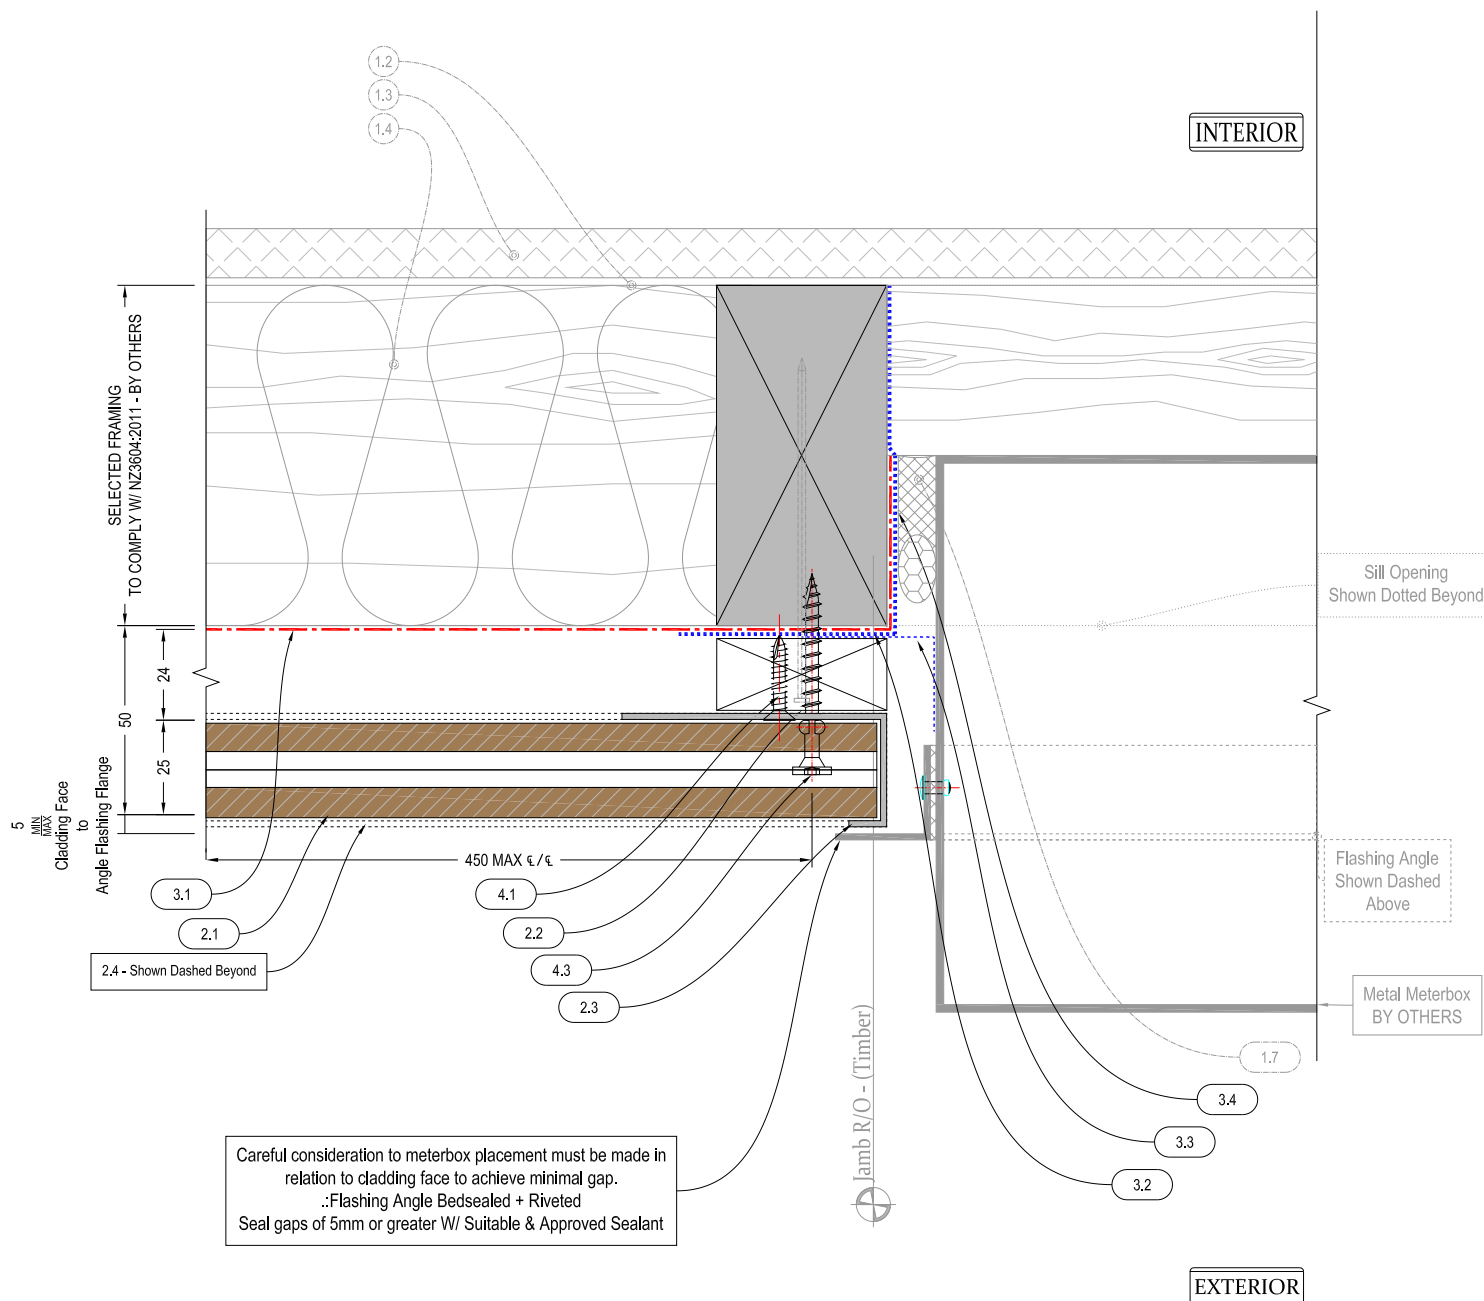 1.2
1.3
1.4
INTERIOR
SELECTED FRAMING
TO COMPLY W/ NZ3604:2011 - BY OTHERS
24
50
25
5
MIN
MAX
Cladding Face
to
Angle Flashing Flange
450 MAX ℄ / ℄
3.1
2.1
2.4 - Shown Dashed Beyond
4.1
2.2
4.3
2.3
Sill Opening
Shown Dotted Beyond
Flashing Angle
Shown Dashed
Above
Metal Meterbox
BY OTHERS
1.7
3.4
3.3
3.2
Jamb R/O - (Timber)
Careful consideration to meterbox placement must be made in
relation to cladding face to achieve minimal gap.
.:Flashing Angle Bedsealed + Riveted
Seal gaps of 5mm or greater W/ Suitable & Approved Sealant
EXTERIOR